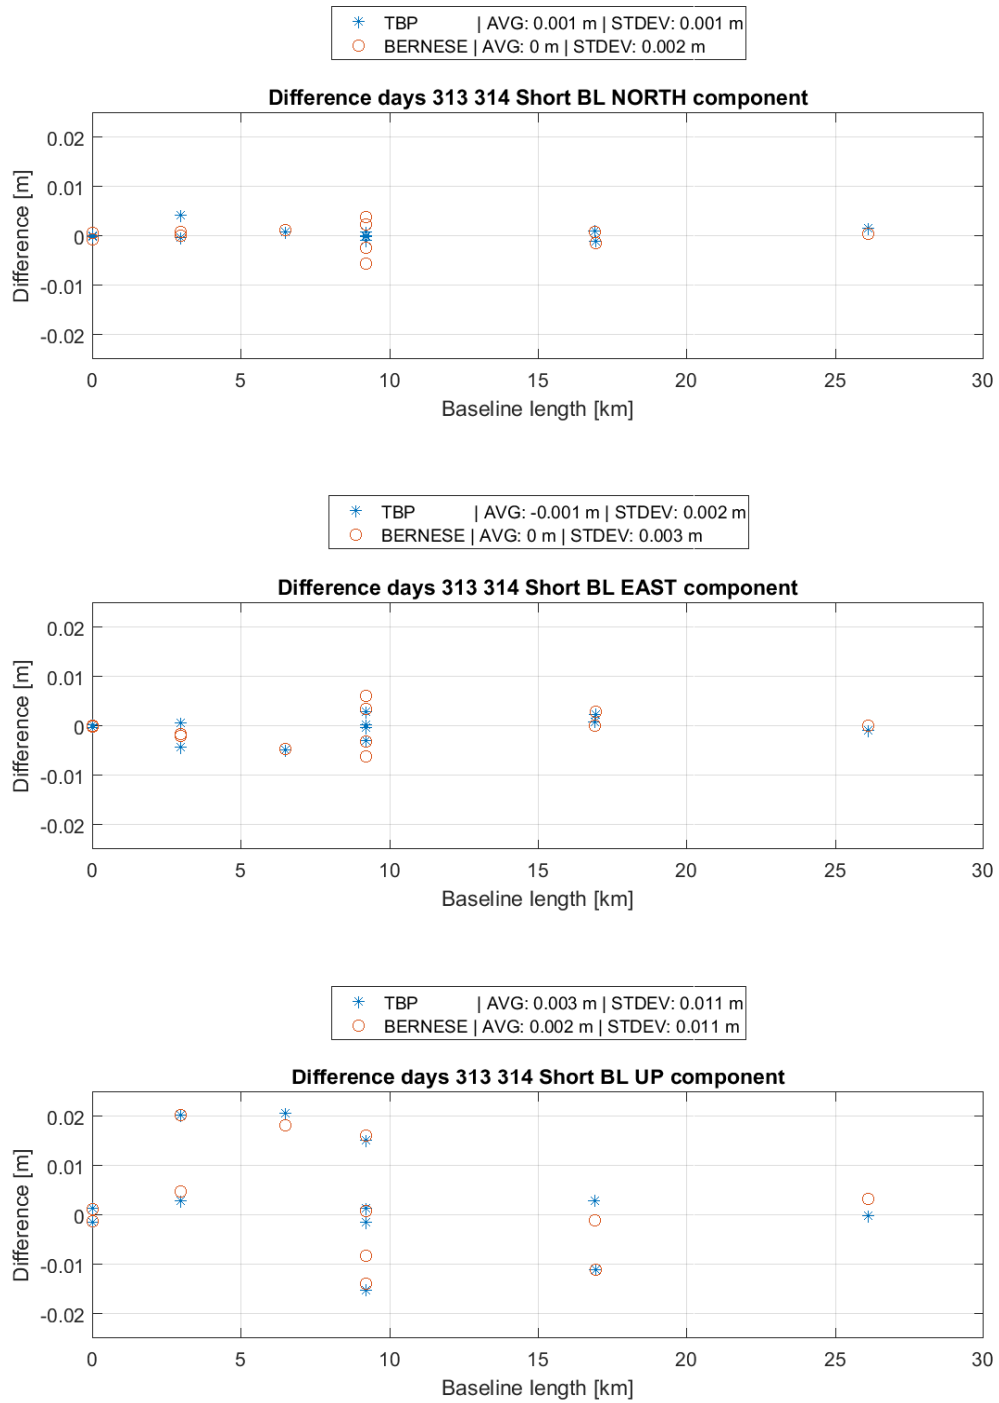 TBP | AVG: 0.001 m | STDEV: 0.001 m
BERNESE | AVG: 0 m | STDEV: 0.002 m
Difference days 313 314 Short BL NORTH component
Difference [m]
0.02
0.01
0
-0.01
-0.02
0 5 10 15 20 25 30
Baseline length [km]
TBP | AVG: -0.001 m | STDEV: 0.002 m
BERNESE | AVG: 0 m | STDEV: 0.003 m
Difference days 313 314 Short BL EAST component
Difference [m]
0.02
0.01
0
-0.01
-0.02
0 5 10 15 20 25 30
Baseline length [km]
TBP | AVG: 0.003 m | STDEV: 0.011 m
BERNESE | AVG: 0.002 m | STDEV: 0.011 m
Difference days 313 314 Short BL UP component
Difference [m]
0.02
0.01
0
-0.01
-0.02
0 5 10 15 20 25 30
Baseline length [km]